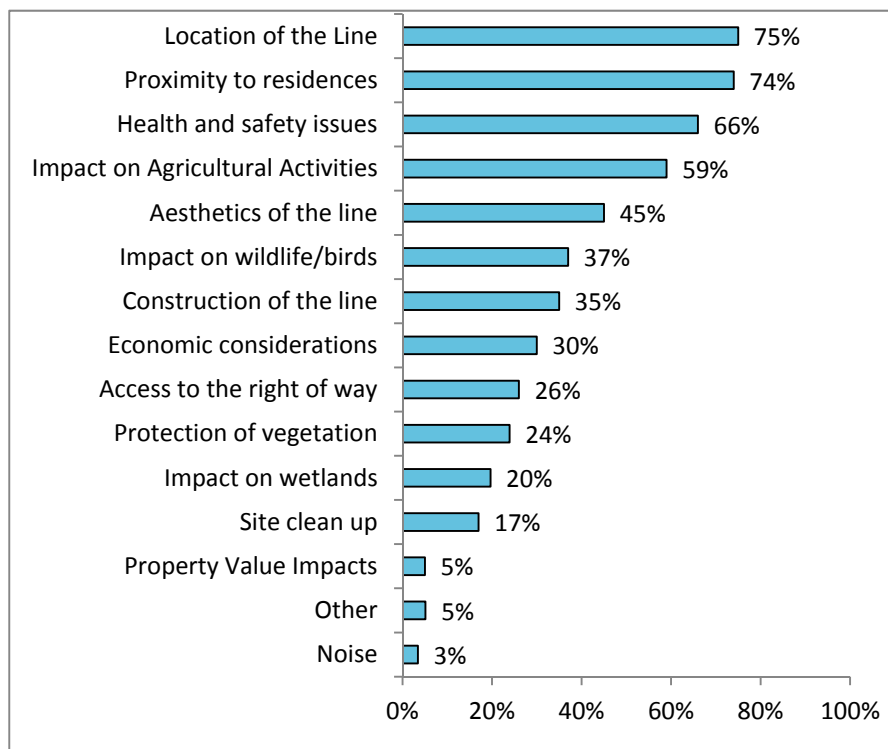 Location of the Line 75%
Proximity to residences 74%
Health and safety issues 66%
Impact on Agricultural Activities 59%
Aesthetics of the line 45%
Impact on wildlife/birds 37%
Construction of the line 35%
Economic considerations 30%
Access to the right of way 26%
Protection of vegetation 24%
Impact on wetlands 20%
Site clean up 17%
Property Value Impacts 5%
Other 5%
Noise 3%
0% 20% 40% 60% 80% 100%